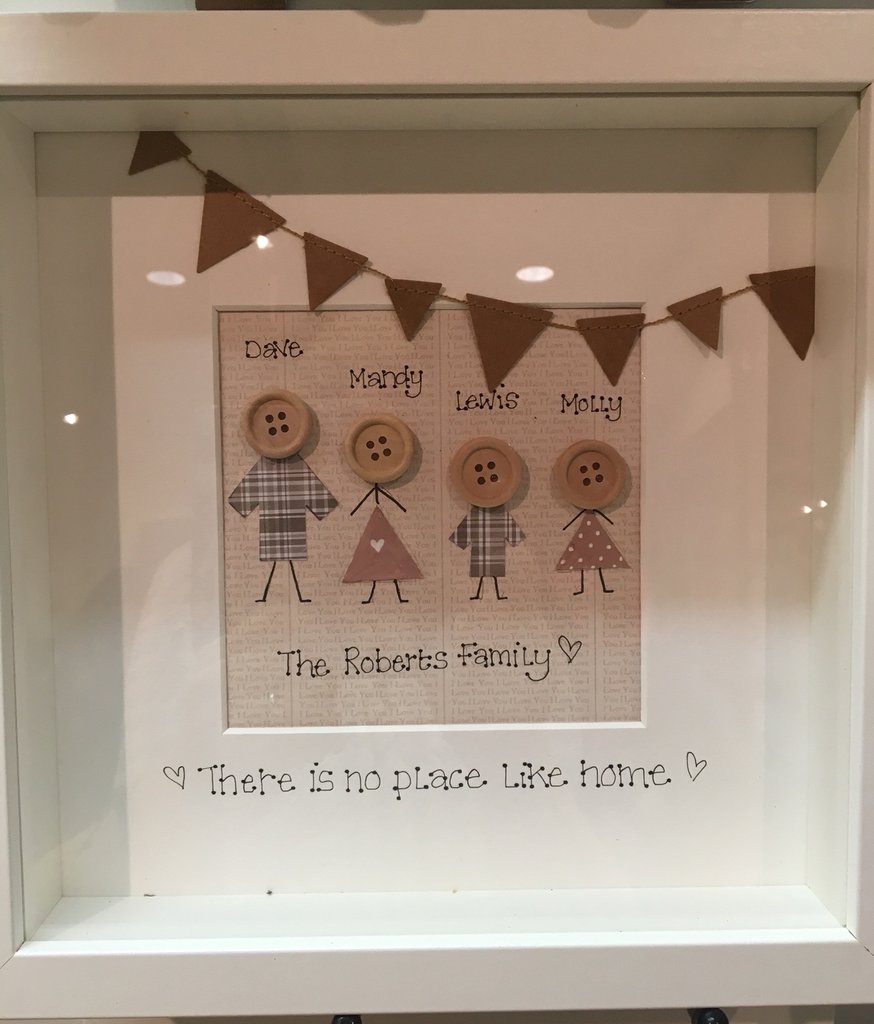 Dave
Mandy
Lewis
Molly
The Roberts Family
There is no place like home